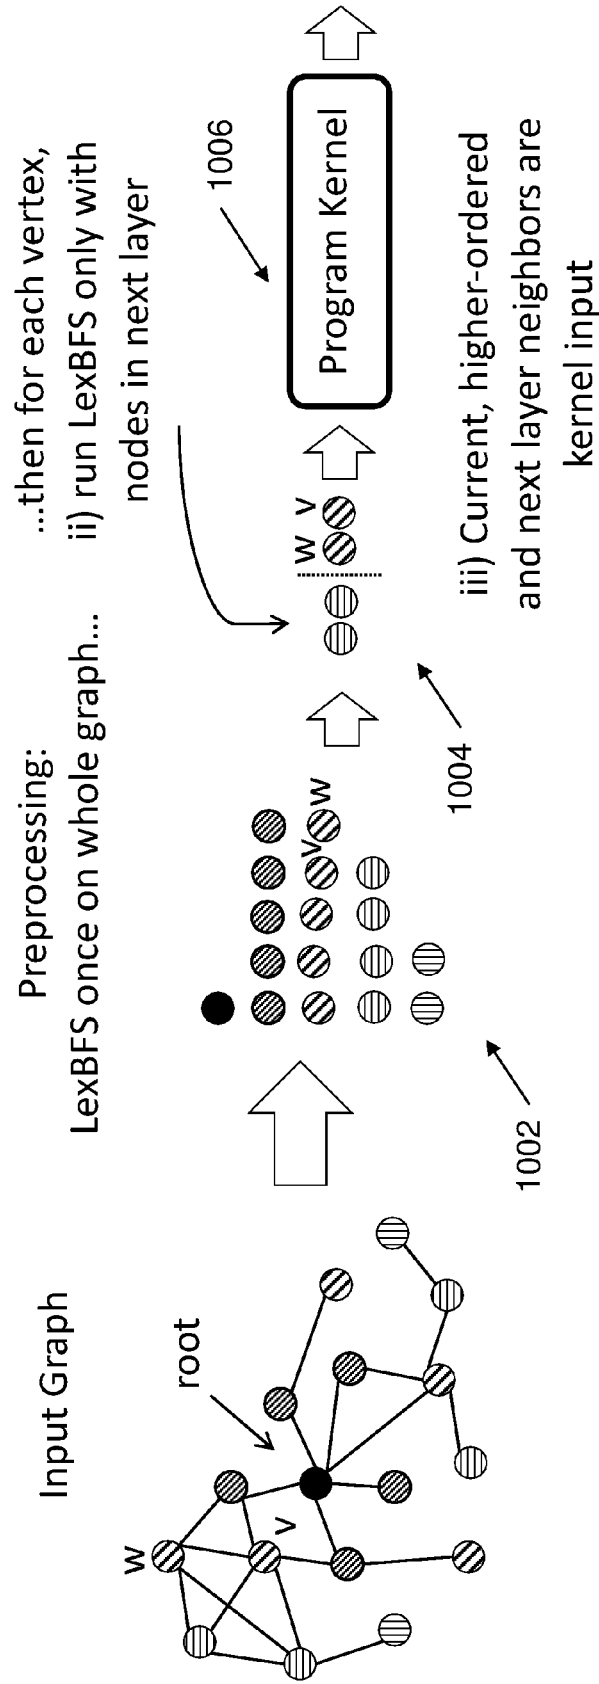 Input Graph
root
w
v
Preprocessing:
LexBFS once on whole graph...
v
w
1002
...then for each vertex,
ii) run LexBFS only with
nodes in next layer
w v
1004
1006
Program Kernel
iii) Current, higher-ordered
and next layer neighbors are
kernel input